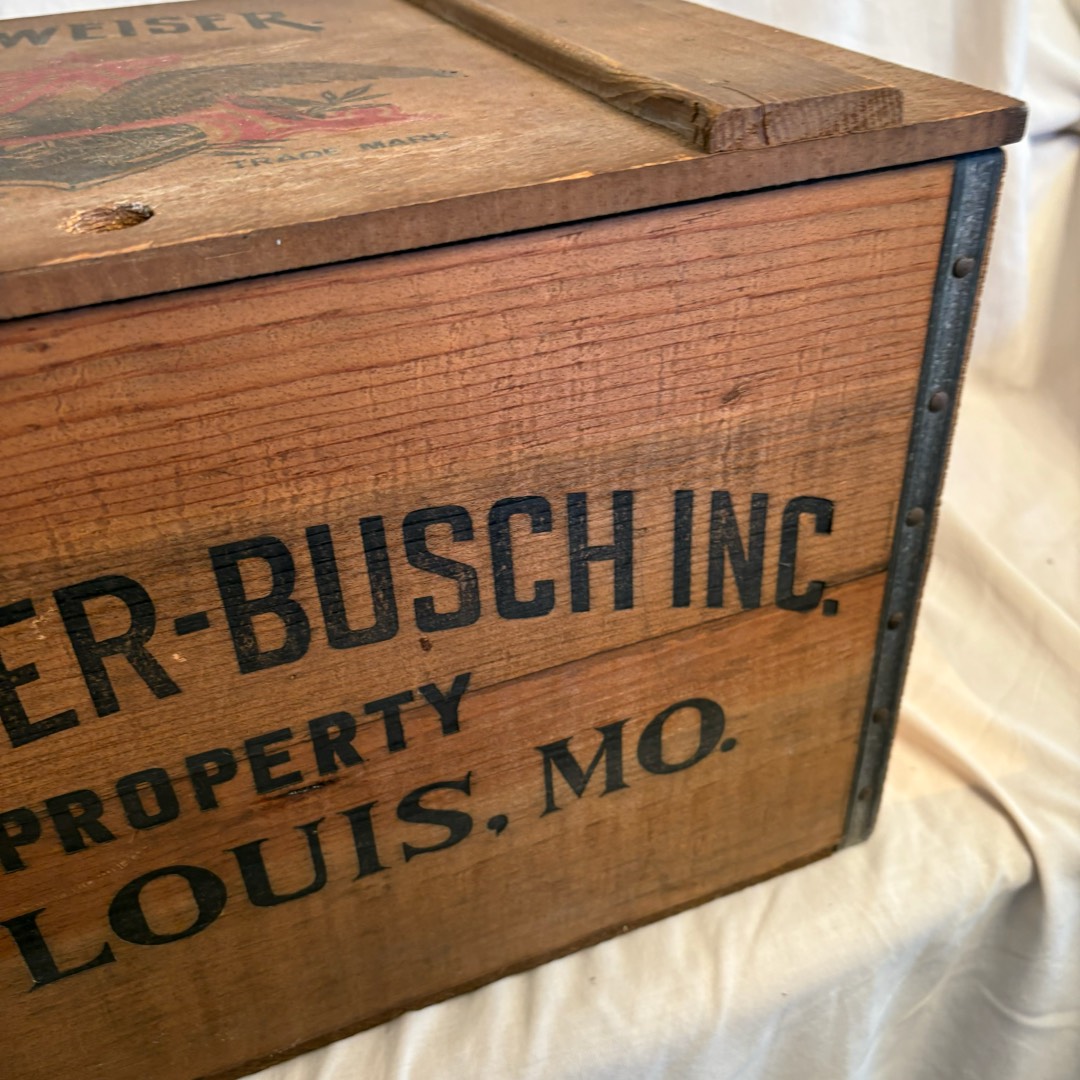 WEISER.
TRADE MARK
ER-BUSCH INC.
PROPERTY
LOUIS, MO.